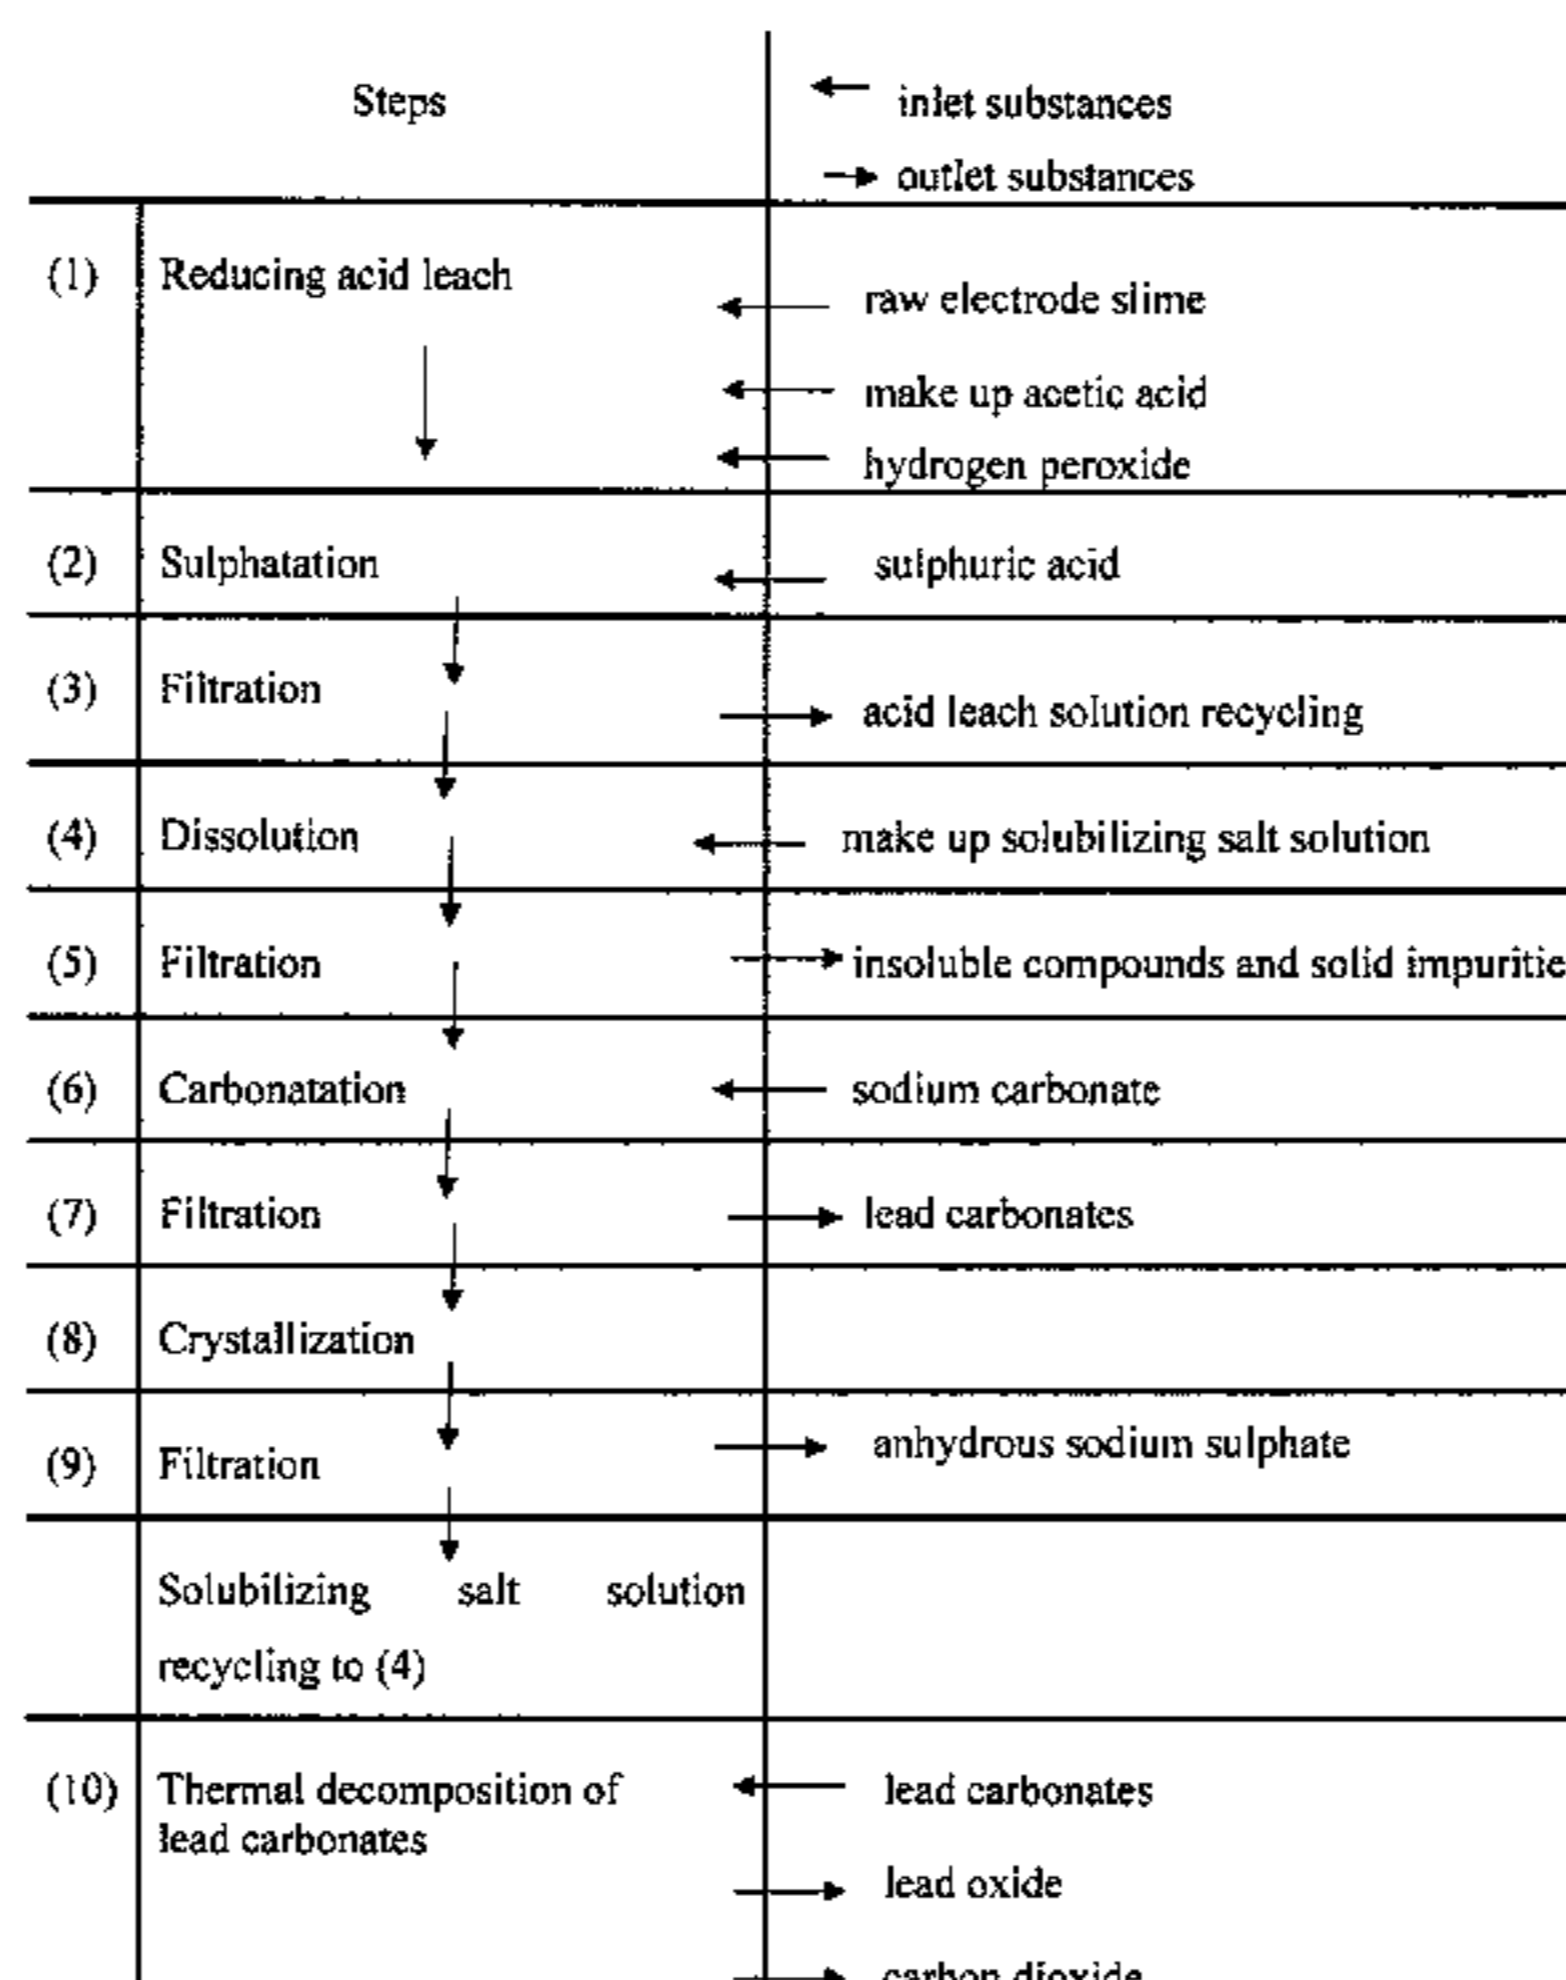 Steps
inlet substances
outlet substances
(1) Reducing acid leach
raw electrode slime
make up acetic acid
hydrogen peroxide
(2) Sulphatation
sulphuric acid
(3) Filtration
acid leach solution recycling
(4) Dissolution
make up solubilizing salt solution
(5) Filtration
insoluble compounds and solid impuritie
(6) Carbonatation
sodium carbonate
(7) Filtration
lead carbonates
(8) Crystallization
(9) Filtration
anhydrous sodium sulphate
Solubilizing salt solution
recycling to (4)
(10) Thermal decomposition of
lead carbonates
lead carbonates
lead oxide
carbon dioxide